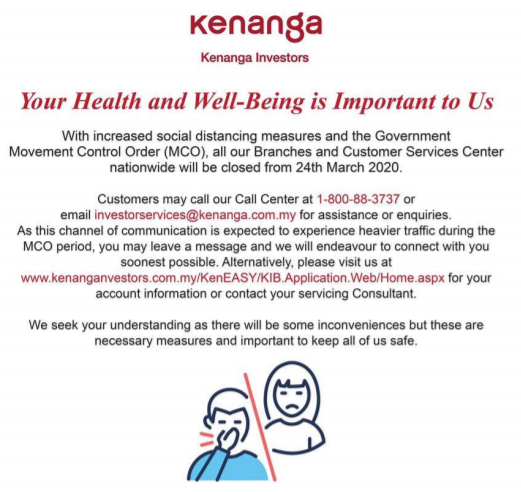 kenanga
Kenanga Investors
Your Health and Well-Being is Important to Us
With increased social distancing measures and the Government
Movement Control Order (MCO), all our Branches and Customer Services Center
nationwide will be closed from 24th March 2020.
Customers may call our Call Center at 1-800-88-3737 or
email investorservices@kenanga.com.my for assistance or enquiries.
As this channel of communication is expected to experience heavier traffic during the
MCO period, you may leave a message and we will endeavour to connect with you
soonest possible. Alternatively, please visit us at
www.kenanganvestors.com.my/KenEASY/KIB.Application.Web/Home.aspx for your
account information or contact your servicing Consultant.
We seek your understanding as there will be some inconveniences but these are
necessary measures and important to keep all of us safe.